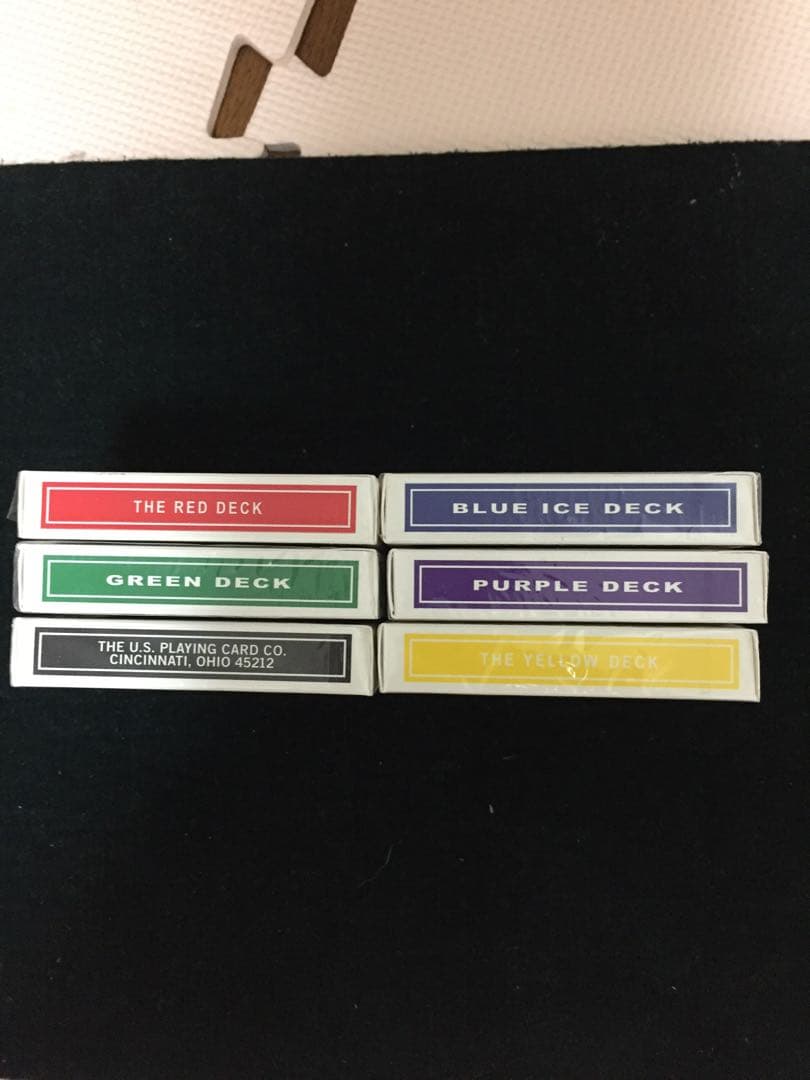 THE RED DECK
BLUE ICE DECK
GREEN DECK
PURPLE DECK
THE U.S. PLAYING CARD CO.
CINCINNATI, OHIO 45212
THE YELLOW DECK